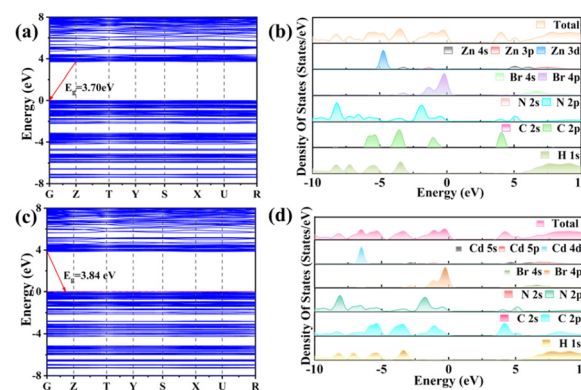 (a)
8
4
0
-4
-8
Energy (eV)
Eg=3.70eV
G Z T Y S X U R
(b)
Total
Zn 4s Zn 3p Zn 3d
Br 4s Br 4p
N 2s N 2p
C 2s C 2p
H 1s
Density Of States (States/eV)
-10 -5 0 5 10
Energy (eV)
(c)
8
4
0
-4
-8
Energy (eV)
Eg=3.84 eV
G Z T Y S X U R
(d)
Total
Cd 5s Cd 5p Cd 4d
Br 4s Br 4p
N 2s N 2p
C 2s C 2p
H 1s
Density Of States (States/eV)
-10 -5 0 5 10
Energy (eV)